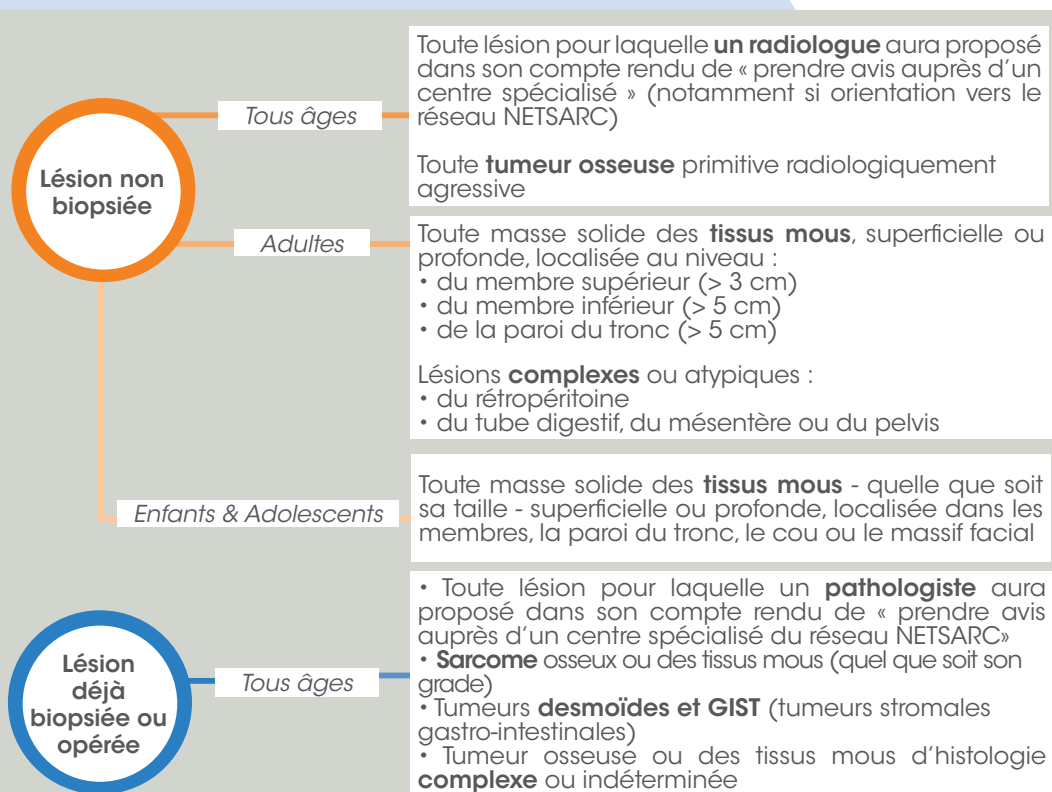 Lésion non
biopsiée
Tous âges
Toute lésion pour laquelle un radiologue aura proposé
dans son compte rendu de « prendre avis auprès d’un
centre spécialisé » (notamment si orientation vers le
réseau NETSARC)
Toute tumeur osseuse primitive radiologiquement
agressive
Adultes
Toute masse solide des tissus mous, superficielle ou
profonde, localisée au niveau :
• du membre supérieur (> 3 cm)
• du membre inférieur (> 5 cm)
• de la paroi du tronc (> 5 cm)
Lésions complexes ou atypiques :
• du rétropéritoine
• du tube digestif, du mésentère ou du pelvis
Enfants & Adolescents
Toute masse solide des tissus mous - quelle que soit
sa taille - superficielle ou profonde, localisée dans les
membres, la paroi du tronc, le cou ou le massif facial
Lésion
déjà
biopsiée ou
opérée
Tous âges
• Toute lésion pour laquelle un pathologiste aura
proposé dans son compte rendu de « prendre avis
auprès d’un centre spécialisé du réseau NETSARC»
• Sarcome osseux ou des tissus mous (quel que soit son
grade)
• Tumeurs desmoïdes et GIST (tumeurs stromales
gastro-intestinales)
• Tumeur osseuse ou des tissus mous d’histologie
complexe ou indéterminée